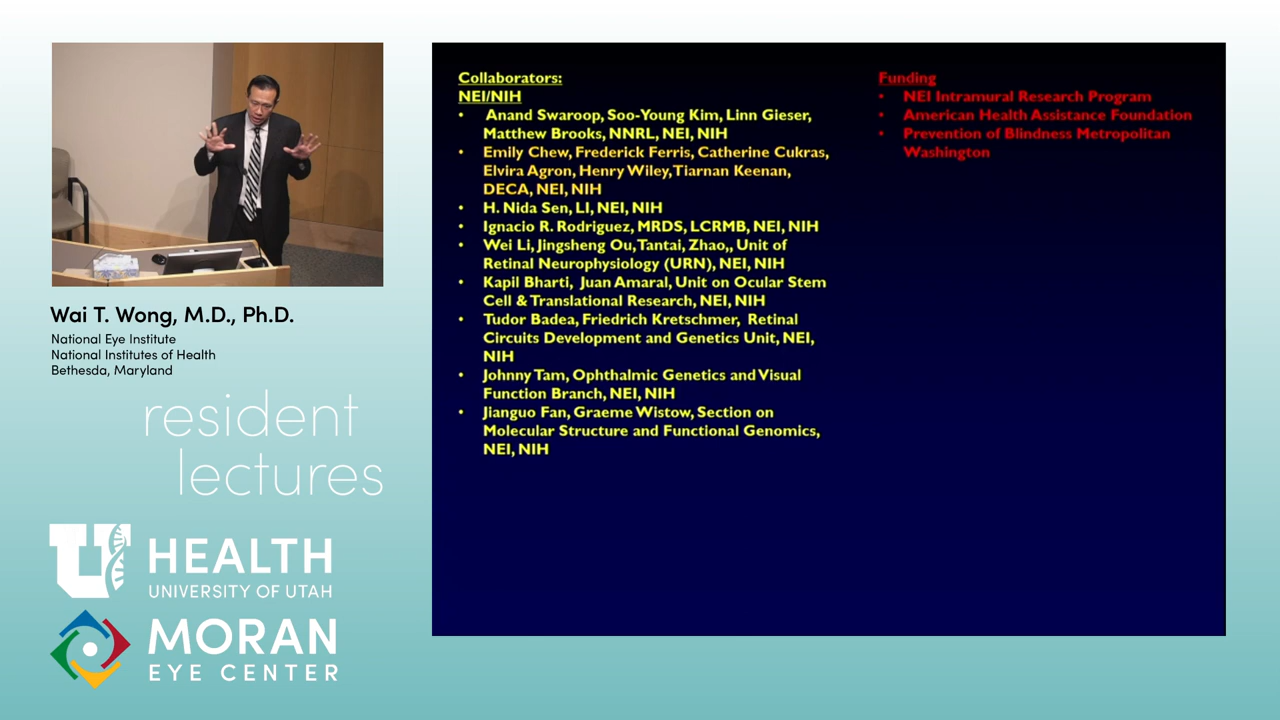 Wai T. Wong, M.D., Ph.D.
National Eye Institute
National Institutes of Health
Bethesda, Maryland
resident
lectures
U HEALTH
UNIVERSITY OF UTAH
MORAN
EYE CENTER
Collaborators:
NEI/NIH
• Anand Swaroop, Soo-Young Kim, Linn Gieser,
Matthew Brooks, NNRL, NEI, NIH
• Emily Chew, Frederick Ferris, Catherine Cukras,
Elvira Agron, Henry Wiley, Tiarnan Keenan,
DECA, NEI, NIH
• H. Nida Sen, LI, NEI, NIH
• Ignacio R. Rodriguez, MRDS, LCRMB, NEI, NIH
• Wei Li, Jingsheng Ou, Tantai, Zhao,, Unit of
Retinal Neurophysiology (URN), NEI, NIH
• Kapil Bharti, Juan Amaral, Unit on Ocular Stem
Cell & Translational Research, NEI, NIH
• Tudor Badea, Friedrich Kretschmer, Retinal
Circuits Development and Genetics Unit, NEI,
NIH
• Johnny Tam, Ophthalmic Genetics and Visual
Function Branch, NEI, NIH
• Jianguo Fan, Graeme Wistow, Section on
Molecular Structure and Functional Genomics,
NEI, NIH
Funding
• NEI Intramural Research Program
• American Health Assistance Foundation
• Prevention of Blindness Metropolitan
Washington